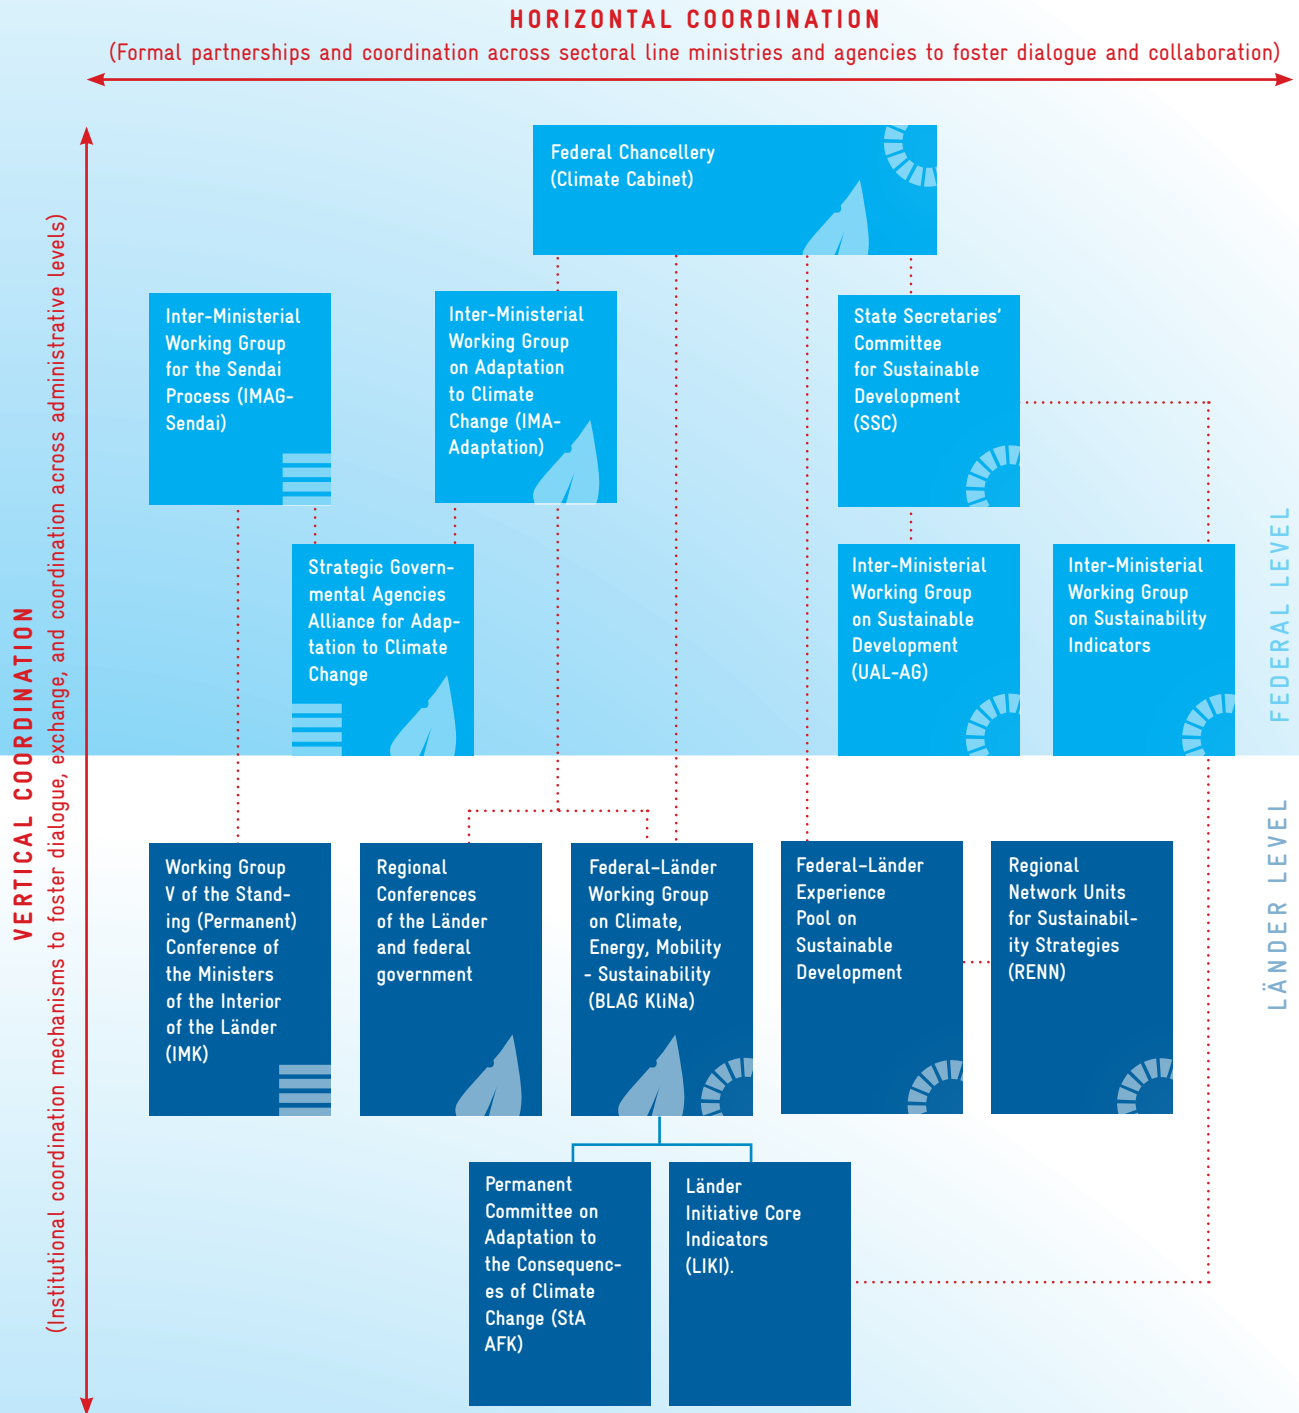 HORIZONTAL COORDINATION
(Formal partnerships and coordination across sectoral line ministries and agencies to foster dialogue and collaboration)
VERTICAL COORDINATION
(Institutional coordination mechanisms to foster dialogue, exchange, and coordination across administrative levels)
Federal Chancellery
(Climate Cabinet)
Inter-Ministerial
Working Group
for the Sendai
Process (IMAG-
Sendai)
Inter-Ministerial
Working Group
on Adaptation
to Climate
Change (IMA-
Adaptation)
State Secretaries'
Committee
for Sustainable
Development
(SSC)
Strategic Govern-
mental Agencies
Alliance for Adap-
tation to Climate
Change
Inter-Ministerial
Working Group
on Sustainable
Development
(UAL-AG)
Inter-Ministerial
Working Group
on Sustainability
Indicators
FEDERAL LEVEL
LÄNDER LEVEL
Working Group
V of the Stand-
ing (Permanent)
Conference of
the Ministers
of the Interior
of the Länder
(IMK)
Regional
Conferences
of the Länder
and federal
government
Federal-Länder
Working Group
on Climate,
Energy, Mobility
- Sustainability
(BLAG KliNa)
Federal-Länder
Experience
Pool on
Sustainable
Development
Regional
Network Units
for Sustainabil-
ity Strategies
(RENN)
Permanent
Committee on
Adaptation to
the Consequenc-
es of Climate
Change (StA
AFK)
Länder
Initiative Core
Indicators
(LIKI).